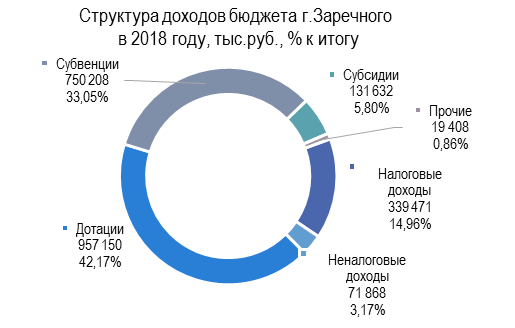 Структура доходов бюджета г.Заречного
в 2018 году, тыс.руб., % к итогу
Субвенции
750 208
33,05%
Субсидии
131 632
5,80%
Прочие
19 408
0,86%
Налоговые
доходы
339 471
14,96%
Неналоговые
доходы
71 868
3,17%
Дотации
957 150
42,17%